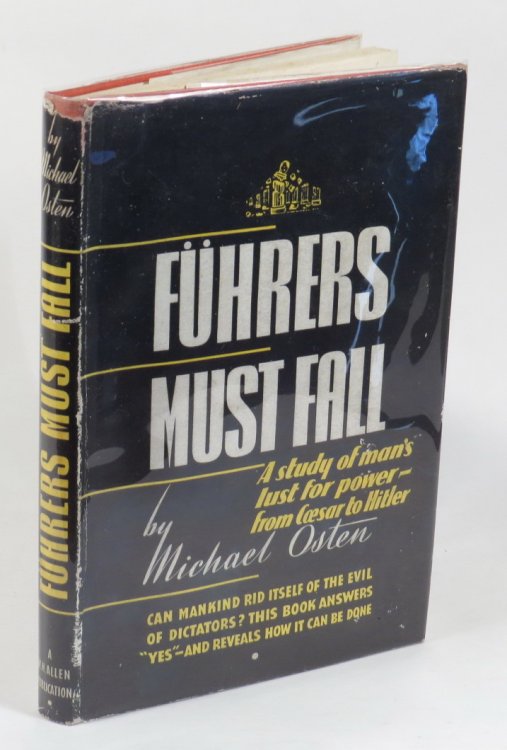 by
Michael
Osten
FÜHRERS MUST FALL
A
W.H.ALLEN
PUBLICATION
FÜHRERS
MUST FALL
A study of man's
lust for power—
from Cæsar to Hitler
by
Michael Osten
CAN MANKIND RID ITSELF OF THE EVIL
OF DICTATORS? THIS BOOK ANSWERS
"YES"—AND REVEALS HOW IT CAN BE DONE